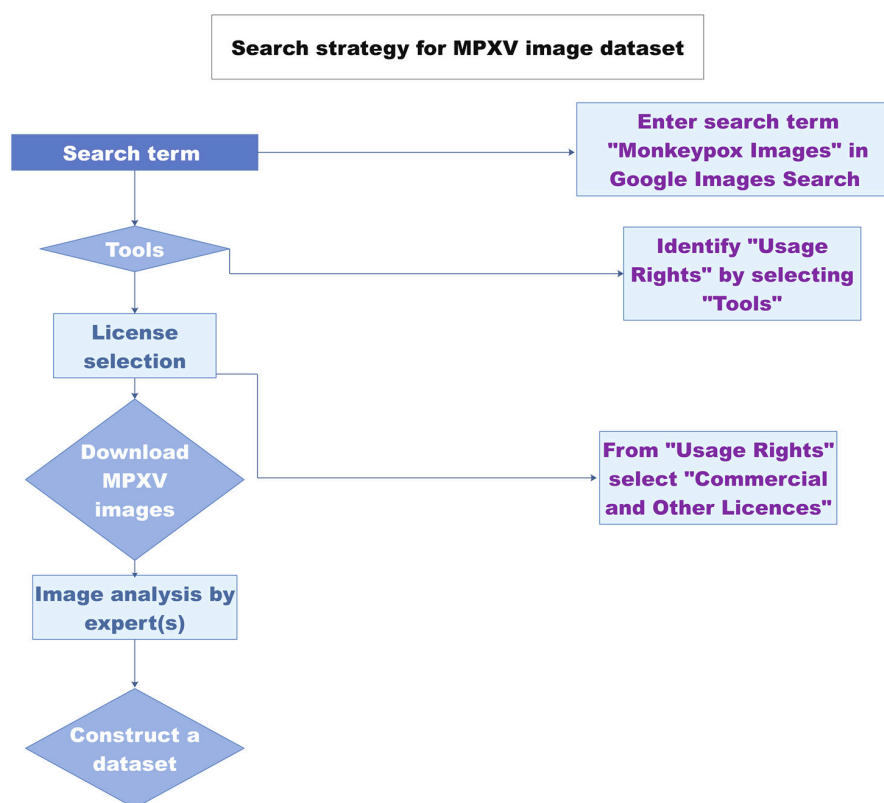 Search strategy for MPXV image dataset
Search term
Enter search term
"Monkeypox Images" in
Google Images Search
Tools
Identify "Usage
Rights" by selecting
"Tools"
License
selection
Download
MPXV
images
From "Usage Rights"
select "Commercial
and Other Licences"
Image analysis by
expert(s)
Construct a
dataset